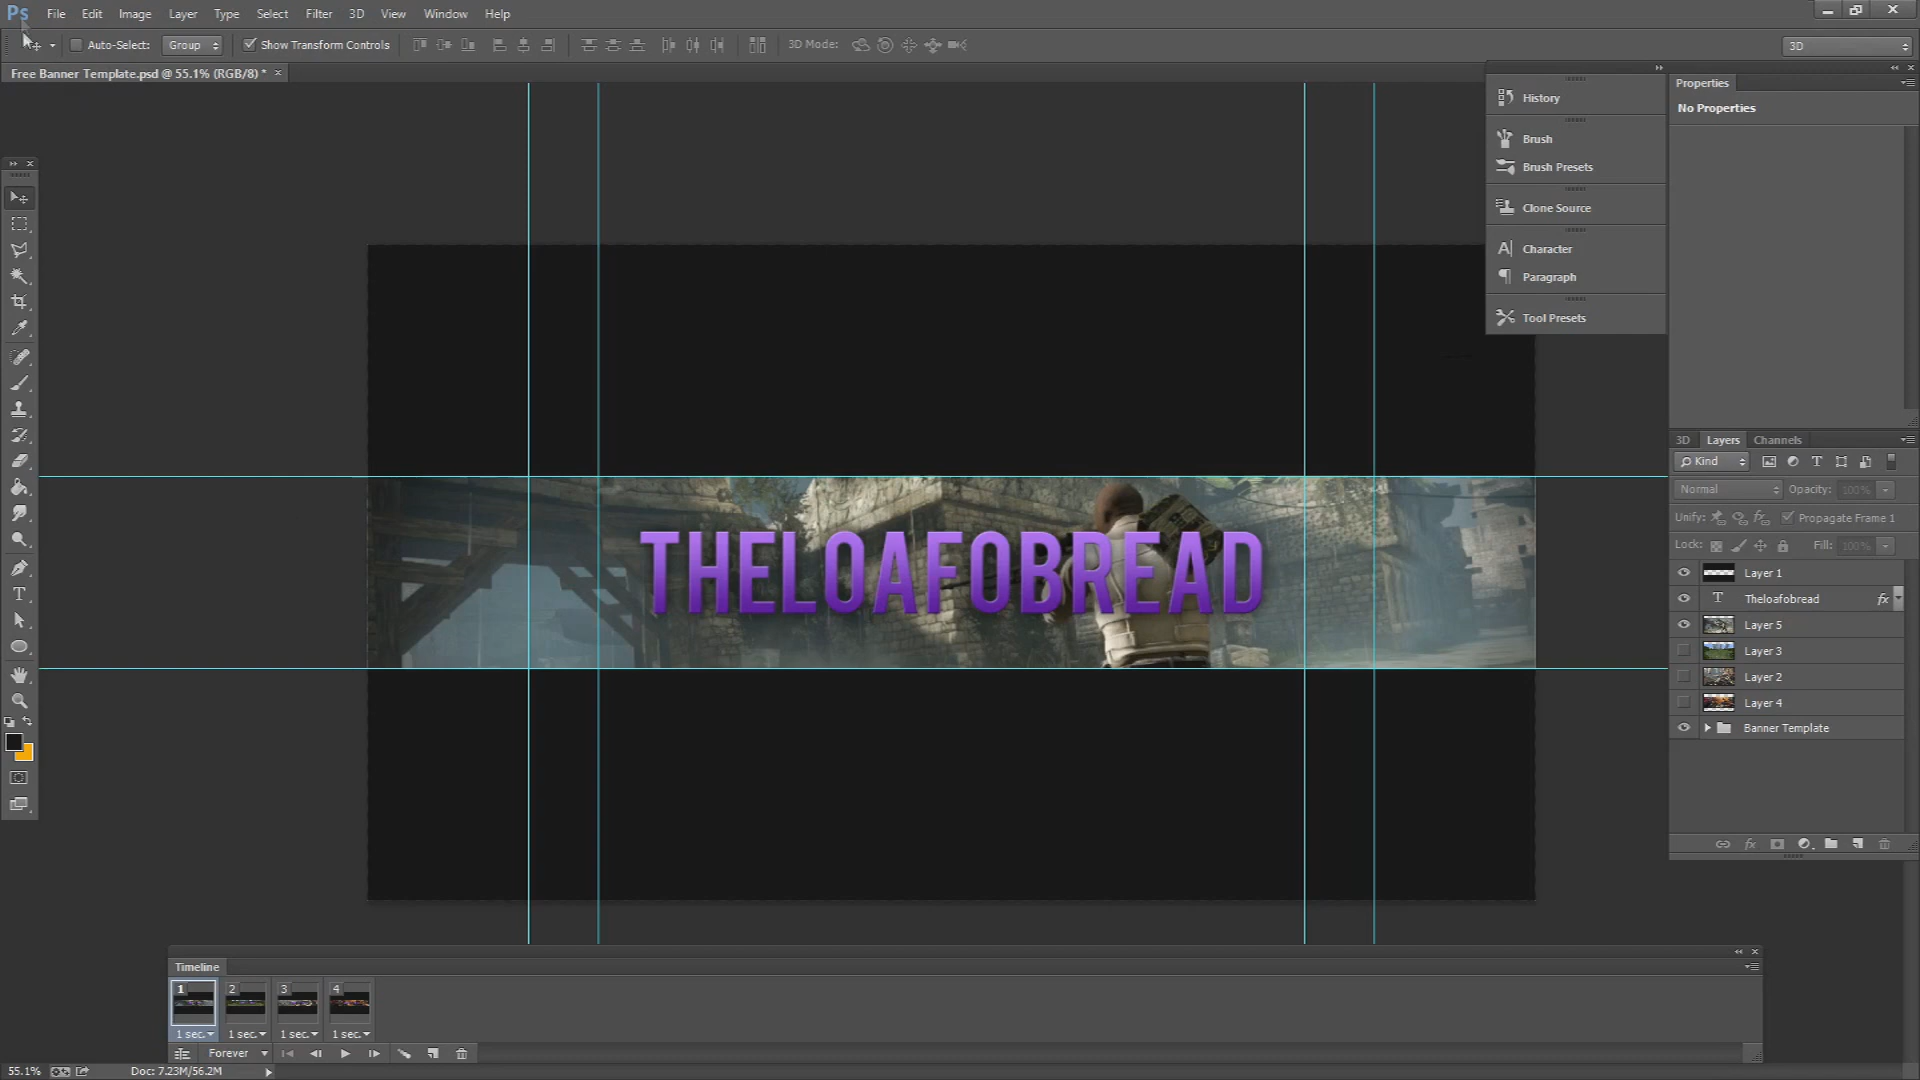 Ps File Edit Image Layer Type Select Filter 3D View Window Help
Auto-Select: Group Show Transform Controls 3D Mode: 3D
Free Banner Template.psd @ 55.1% (RGB/8) * ×
History
Brush
Brush Presets
Clone Source
Character
Paragraph
Tool Presets
Properties
No Properties
THELOAFOBREAD
3D Layers Channels
Kind
Normal Opacity: 100%
Unify: Propagate Frame 1
Lock: Fill: 100%
Layer 1
Theloafobread fx
Layer 5
Layer 3
Layer 2
Layer 4
Banner Template
fx
Timeline
1 2 3 4
1 sec. 1 sec. 1 sec. 1 sec.
Forever
55.1% Doc: 7.23M/56.2M